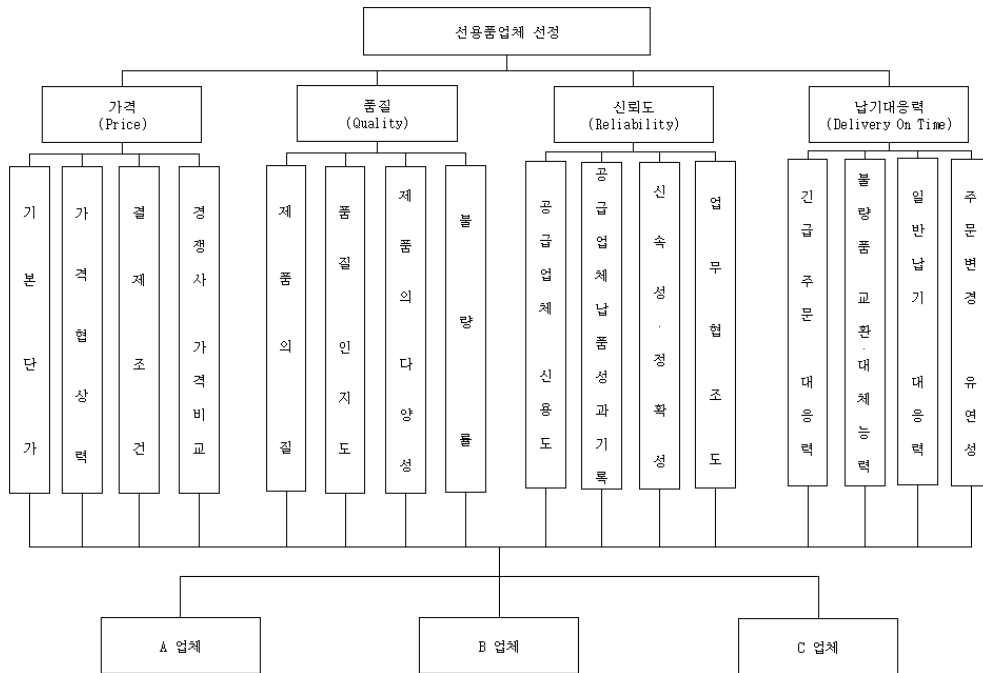 선용품업체 선정
가격
(Price)
품질
(Quality)
신뢰도
(Reliability)
납기대응력
(Delivery On Time)
기본단가
가격협상력
결제조건
경쟁사 가격비교
제품의질
품질 인지도
제품의 다양성
불량률
공급업체 신용도
공급업체납품성과기록
신속성·정확성
업무협조도
긴급주문 대응력
불량품 교환·대체능력
일반납기 대응력
주문변경 유연성
A 업체
B 업체
C 업체